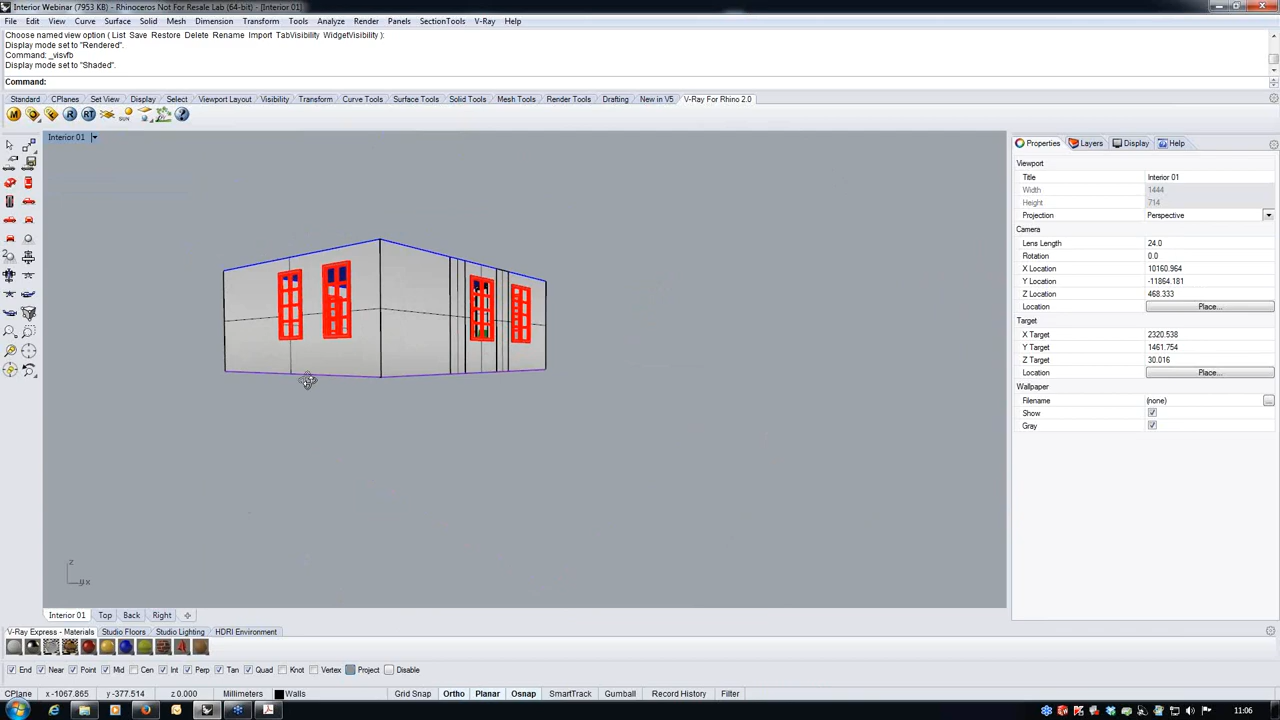 Interior Webinar (7953 KB) - Rhinoceros Not For Resale Lab (64-bit) - [Interior 01]
File Edit View Curve Surface Solid Mesh Dimension Transform Tools Analyze Render Panels SectionTools V-Ray Help
Choose named view option ( List Save Restore Delete Rename Import TabVisibility WidgetVisibility ):
Display mode set to "Rendered".
Command: _visvfb
Display mode set to "Shaded".
Command:
Standard CPlanes Set View Display Select Viewport Layout Visibility Transform Curve Tools Surface Tools Solid Tools Mesh Tools Render Tools Drafting New in V5 V-Ray For Rhino 2.0
M R RT SUN ?
Interior 01
Properties Layers Display Help
Viewport
Title Interior 01
Width 1444
Height 714
Projection Perspective
Camera
Lens Length 24.0
Rotation 0.0
X Location 10160.964
Y Location -11864.181
Z Location 468.333
Location Place...
Target
X Target 2320.538
Y Target 1461.754
Z Target 30.016
Location Place...
Wallpaper
Filename (none) ...
Show
Gray
z
yx
Interior 01 Top Back Right
V-Ray Express - Materials Studio Floors Studio Lighting HDRI Environment
End Near Point Mid Cen Int Perp Tan Quad Knot Vertex Project Disable
CPlane x -1067.865 y -377.514 z 0.000 Millimeters Walls Grid Snap Ortho Planar Osnap SmartTrack Gumball Record History Filter
11:06